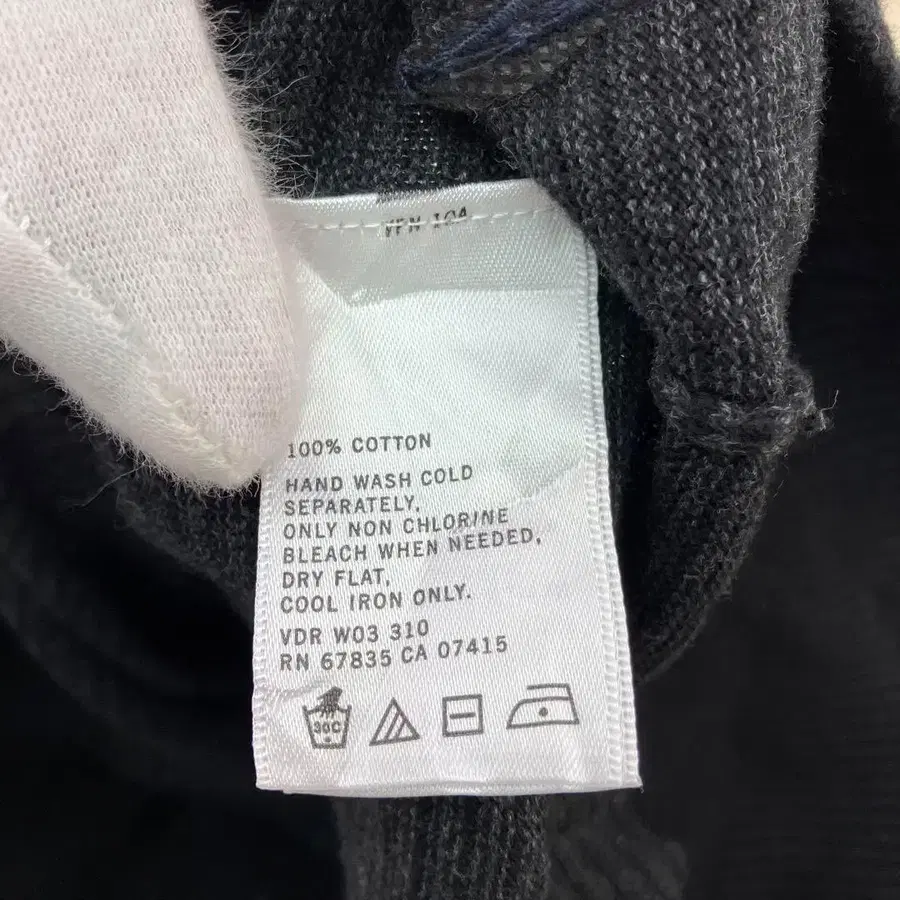 100% COTTON
HAND WASH COLD
SEPARATELY,
ONLY NON CHLORINE
BLEACH WHEN NEEDED,
DRY FLAT,
COOL IRON ONLY.
VDR W03 310
RN 67835 CA 07415
30C